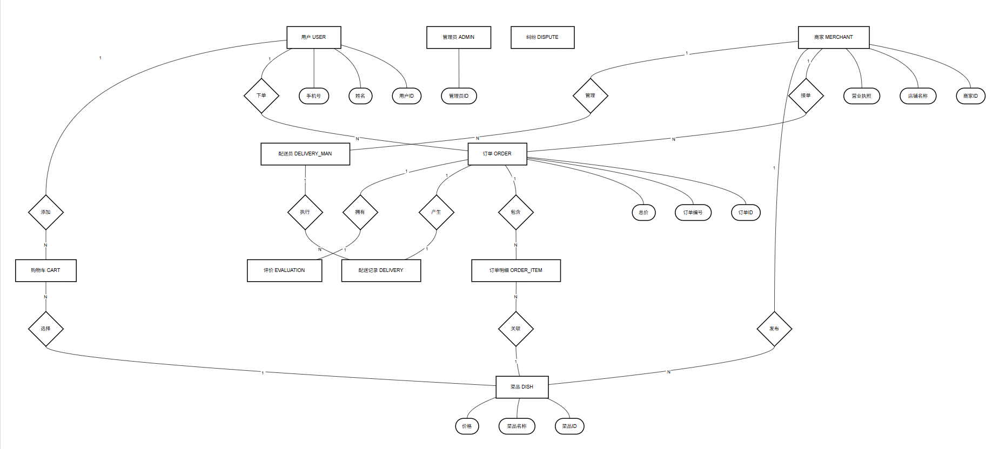 用户 USER
管理员 ADMIN
纠纷 DISPUTE
商家 MERCHANT
1
1
1
1
下单
手机号
姓名
用户ID
管理员ID
管理
接单
营业执照
店铺名称
商家ID
N
N
N
配送员 DELIVERY_MAN
订单 ORDER
1
1
1
1
1
添加
执行
拥有
产生
包含
总价
订单编号
订单ID
N
N
1
1
N
购物车 CART
评价 EVALUATION
配送记录 DELIVERY
订单明细 ORDER_ITEM
N
N
选择
关联
发布
1
1
N
菜品 DISH
价格
菜品名称
菜品ID